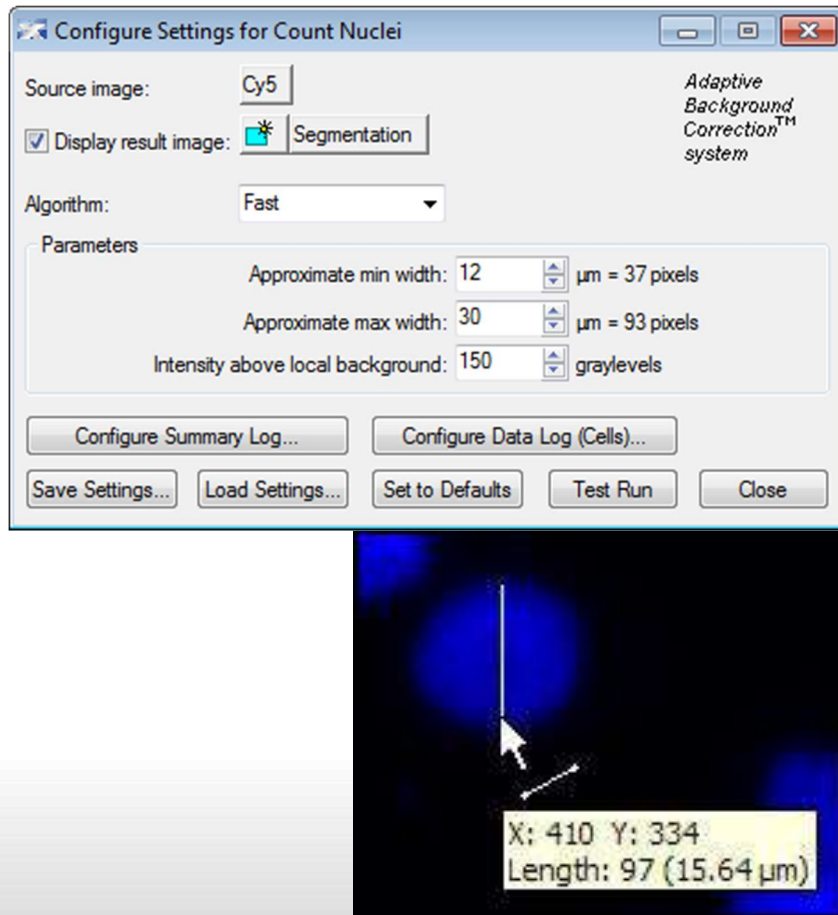 Configure Settings for Count Nuclei
Source image: Cy5
Adaptive
Background
Correction™
system
Display result image: Segmentation
Algorithm: Fast
Parameters
Approximate min width: 12 µm = 37 pixels
Approximate max width: 30 µm = 93 pixels
Intensity above local background: 150 graylevels
Configure Summary Log... Configure Data Log (Cells)...
Save Settings... Load Settings... Set to Defaults Test Run Close
X: 410 Y: 334
Length: 97 (15.64 µm)